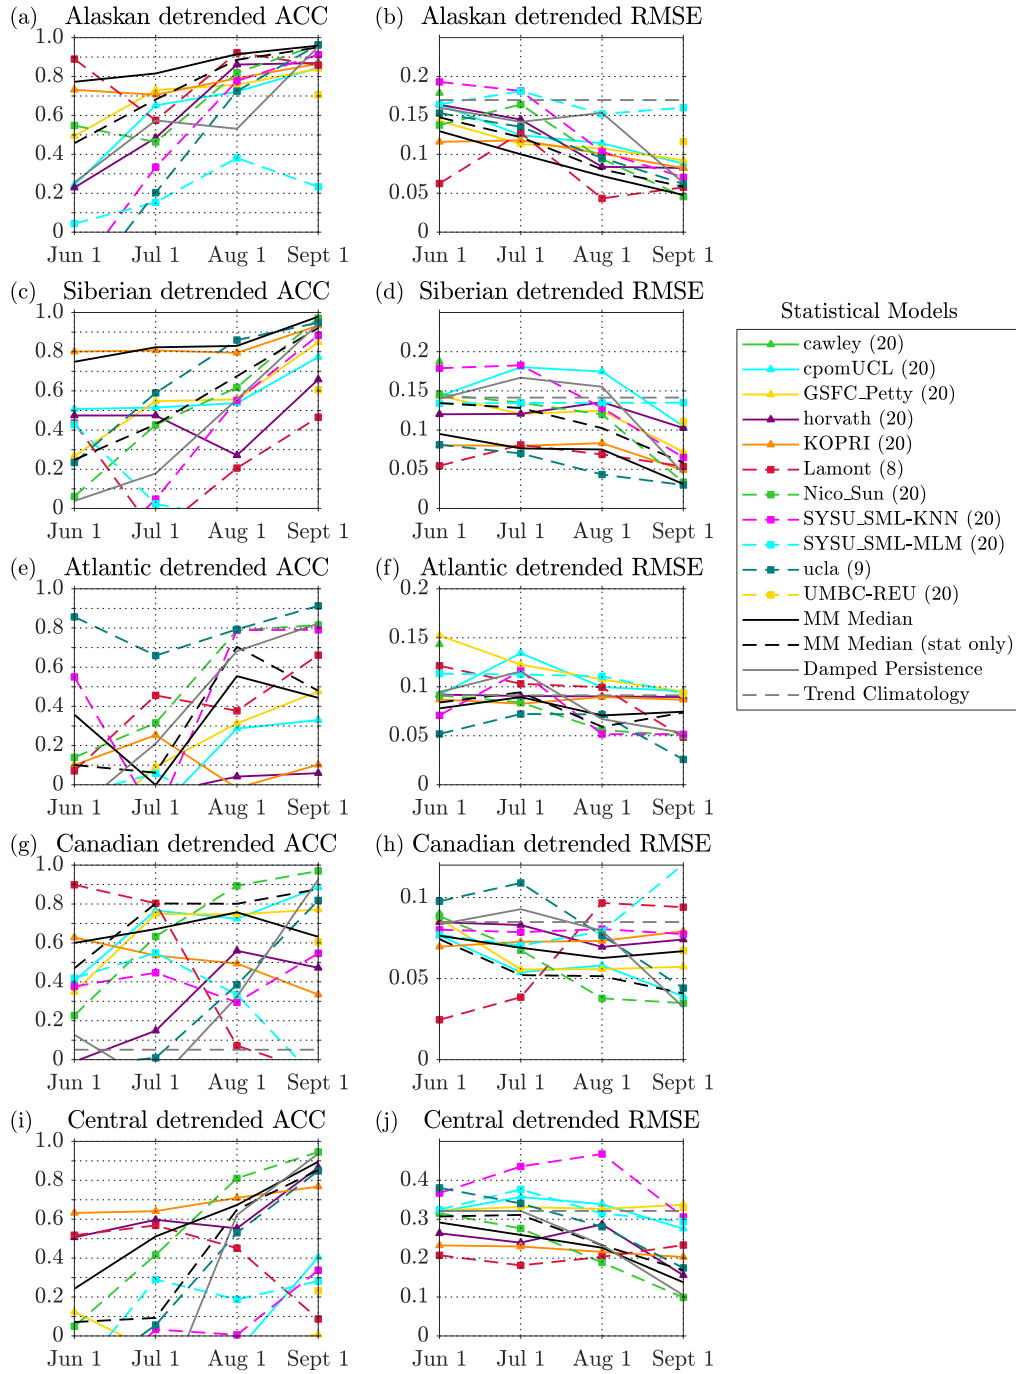 (a) Alaskan detrended ACC
1.0
0.8
0.6
0.4
0.2
0
Jun 1 Jul 1 Aug 1 Sept 1
(b) Alaskan detrended RMSE
0.2
0.15
0.1
0.05
0
Jun 1 Jul 1 Aug 1 Sept 1
(c) Siberian detrended ACC
1.0
0.8
0.6
0.4
0.2
0
Jun 1 Jul 1 Aug 1 Sept 1
(d) Siberian detrended RMSE
0.2
0.15
0.1
0.05
0
Jun 1 Jul 1 Aug 1 Sept 1
(e) Atlantic detrended ACC
1.0
0.8
0.6
0.4
0.2
0
Jun 1 Jul 1 Aug 1 Sept 1
(f) Atlantic detrended RMSE
0.15
0.1
0.05
0
Jun 1 Jul 1 Aug 1 Sept 1
(g) Canadian detrended ACC
1.0
0.8
0.6
0.4
0.2
0
Jun 1 Jul 1 Aug 1 Sept 1
(h) Canadian detrended RMSE
0.1
0.05
0
Jun 1 Jul 1 Aug 1 Sept 1
(i) Central detrended ACC
1.0
0.8
0.6
0.4
0.2
0
Jun 1 Jul 1 Aug 1 Sept 1
(j) Central detrended RMSE
0.4
0.3
0.2
0.1
0
Jun 1 Jul 1 Aug 1 Sept 1
Statistical Models
cawley (20)
cpomUCL (20)
GSFC_Petty (20)
horvath (20)
KOPRI (20)
Lamont (8)
Nico_Sun (20)
SYSU_SML-KNN (20)
SYSU_SML-MLM (20)
ucla (9)
UMBC-REU (20)
MM Median
MM Median (stat only)
Damped Persistence
Trend Climatology